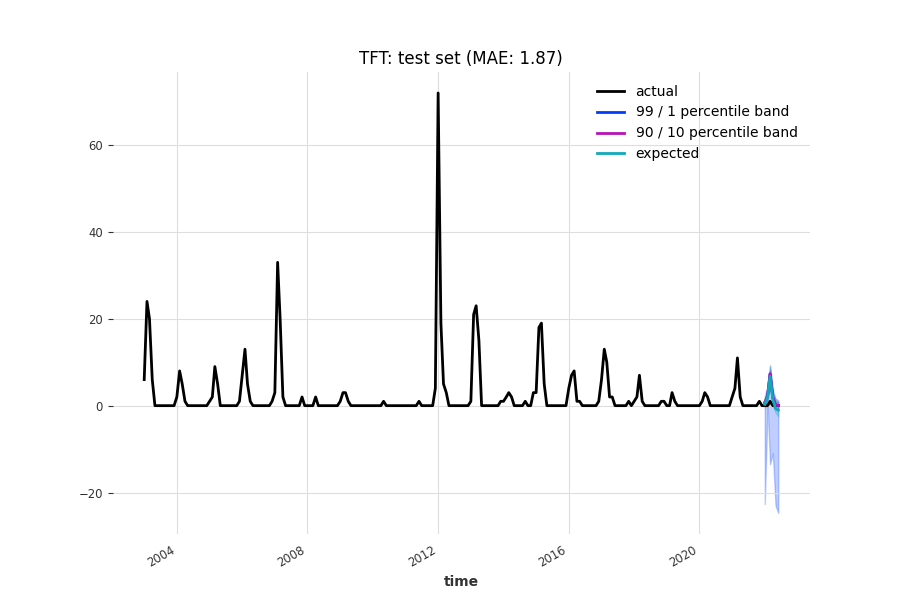 TFT: test set (MAE: 1.87)
actual
99 / 1 percentile band
90 / 10 percentile band
expected
60
40
20
0
−20
2004
2008
2012
2016
2020
time